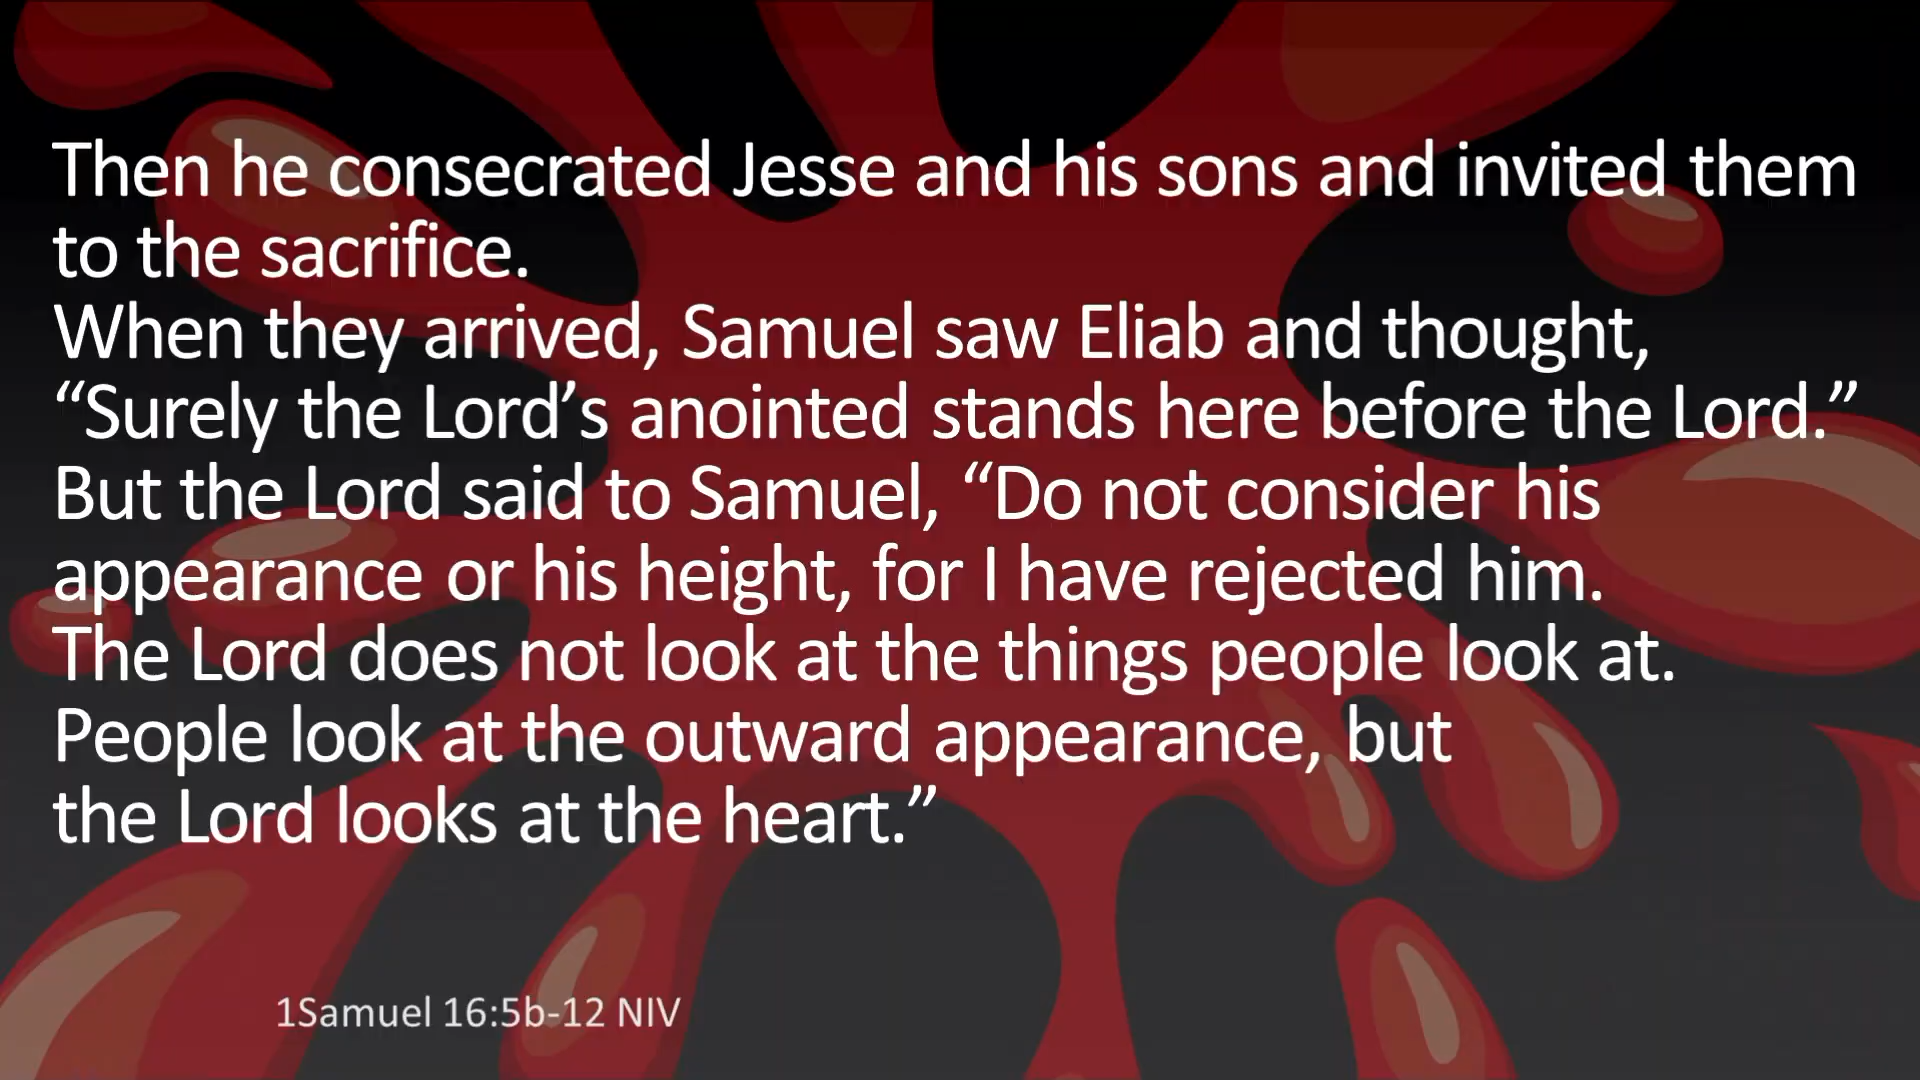 Then he consecrated Jesse and his sons and invited them
to the sacrifice.
When they arrived, Samuel saw Eliab and thought,
“Surely the Lord’s anointed stands here before the Lord.”
But the Lord said to Samuel, “Do not consider his
appearance or his height, for I have rejected him.
The Lord does not look at the things people look at.
People look at the outward appearance, but
the Lord looks at the heart.”
1Samuel 16:5b-12 NIV